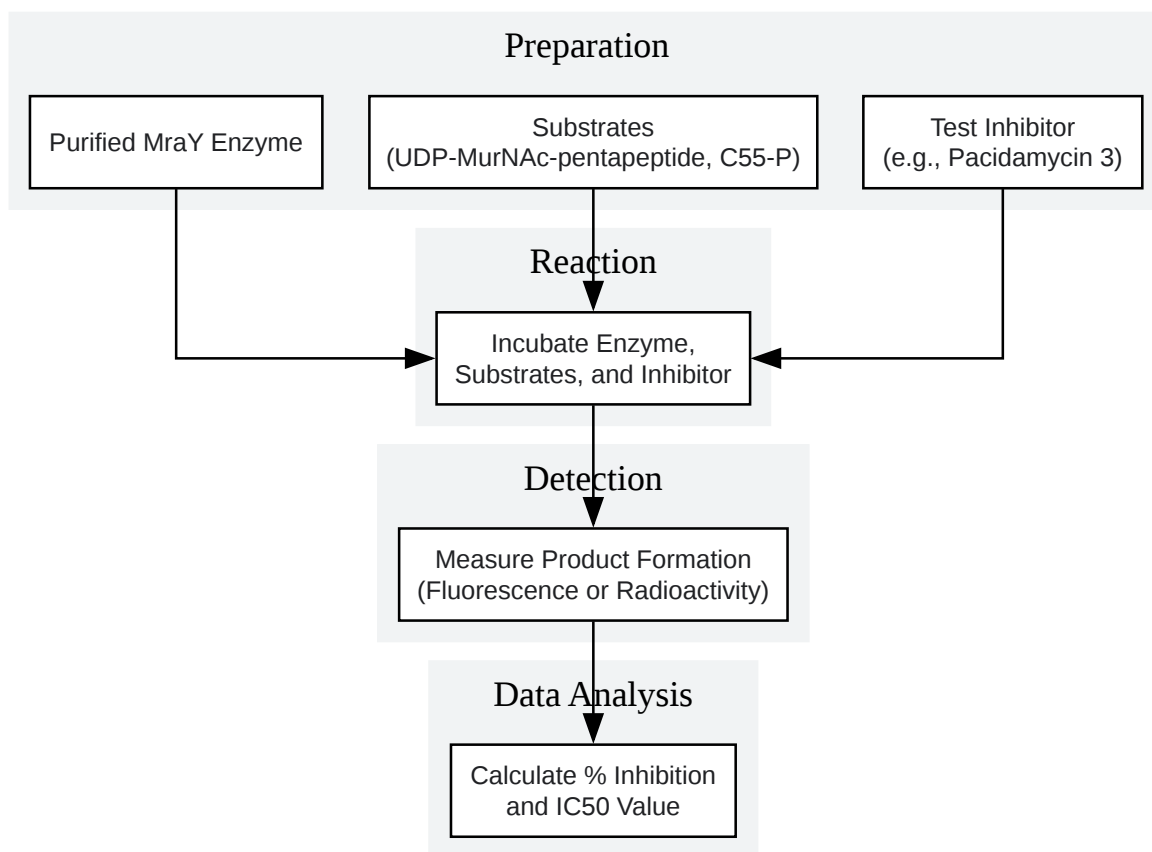 Preparation
Purified MraY Enzyme
Substrates
(UDP-MurNAc-pentapeptide, C55-P)
Test Inhibitor
(e.g., Pacidamycin 3)
Reaction
Incubate Enzyme,
Substrates, and Inhibitor
Detection
Measure Product Formation
(Fluorescence or Radioactivity)
Data Analysis
Calculate % Inhibition
and IC50 Value